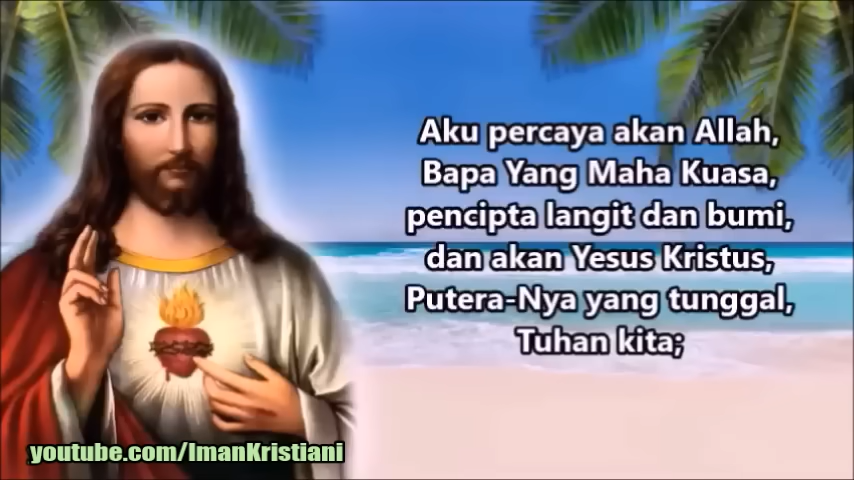 Aku percaya akan Allah,
Bapa Yang Maha Kuasa,
pencipta langit dan bumi,
dan akan Yesus Kristus,
Putera-Nya yang tunggal,
Tuhan kita;
youtube.com/ImanKristiani